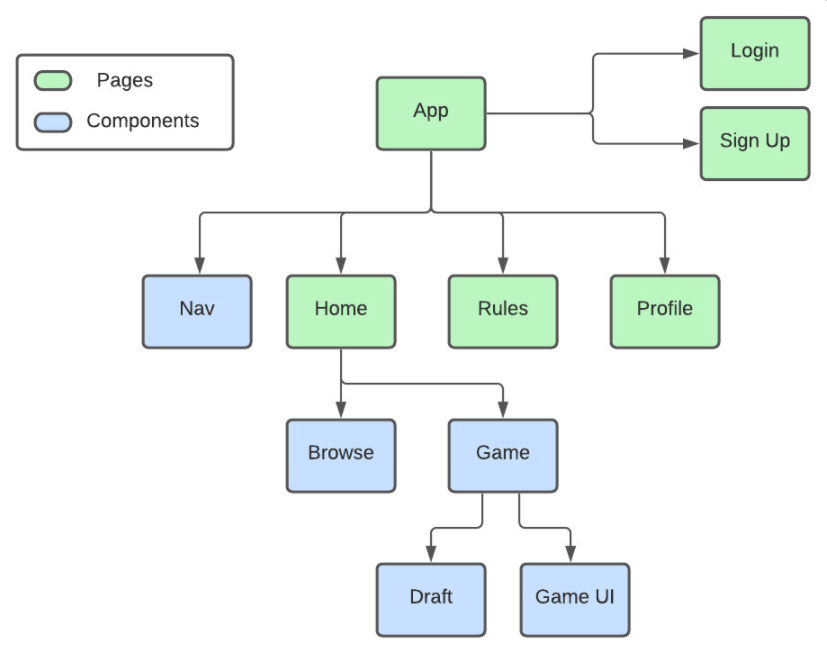 Login
Pages
App
Components
Sign Up
Nav
Home
Rules
Profile
Browse
Game
Draft
Game UI